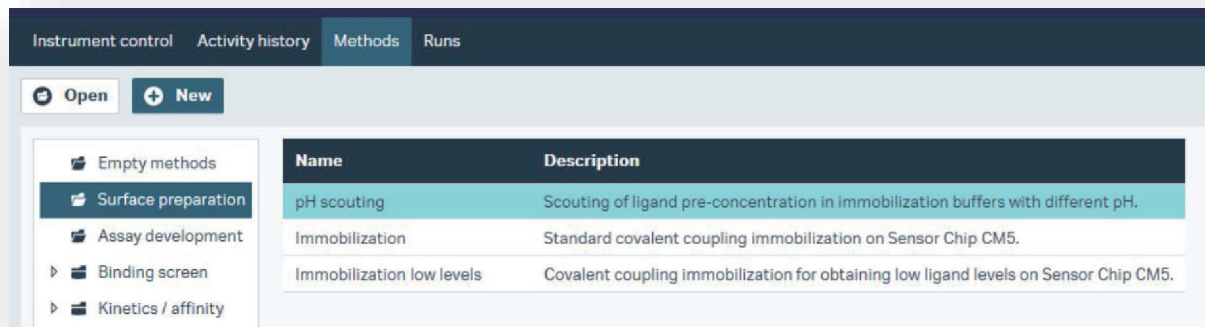 Instrument control Activity history Methods Runs
Open New
Empty methods
Surface preparation
Assay development
Binding screen
Kinetics / affinity
Name Description
pH scouting Scouting of ligand pre-concentration in immobilization buffers with different pH.
Immobilization Standard covalent coupling immobilization on Sensor Chip CM5.
Immobilization low levels Covalent coupling immobilization for obtaining low ligand levels on Sensor Chip CM5.